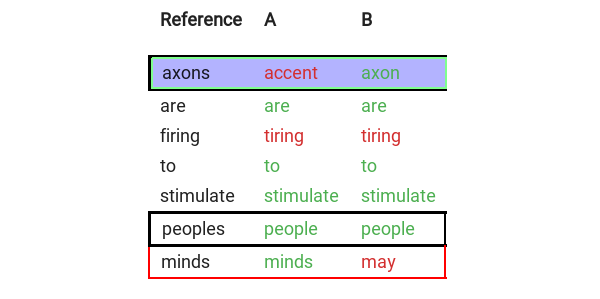 Reference A B
axons accent axon
are are are
firing tiring tiring
to to to
stimulate stimulate stimulate
peoples people people
minds minds may